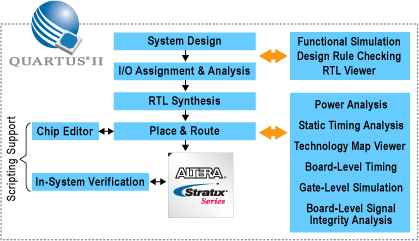 QUARTUS® II
System Design
I/O Assignment & Analysis
RTL Synthesis
Place & Route
Chip Editor
In-System Verification
Scripting Support
ALTERA
Stratix™
Series
Functional Simulation
Design Rule Checking
RTL Viewer
Power Analysis
Static Timing Analysis
Technology Map Viewer
Board-Level Timing
Gate-Level Simulation
Board-Level Signal
Integrity Analysis